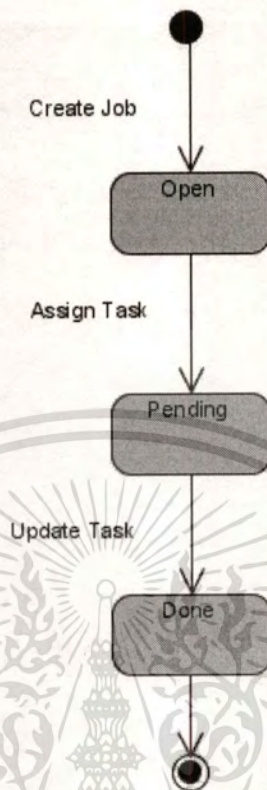 Create Job
Open
Assign Task
Pending
Update Task
Done